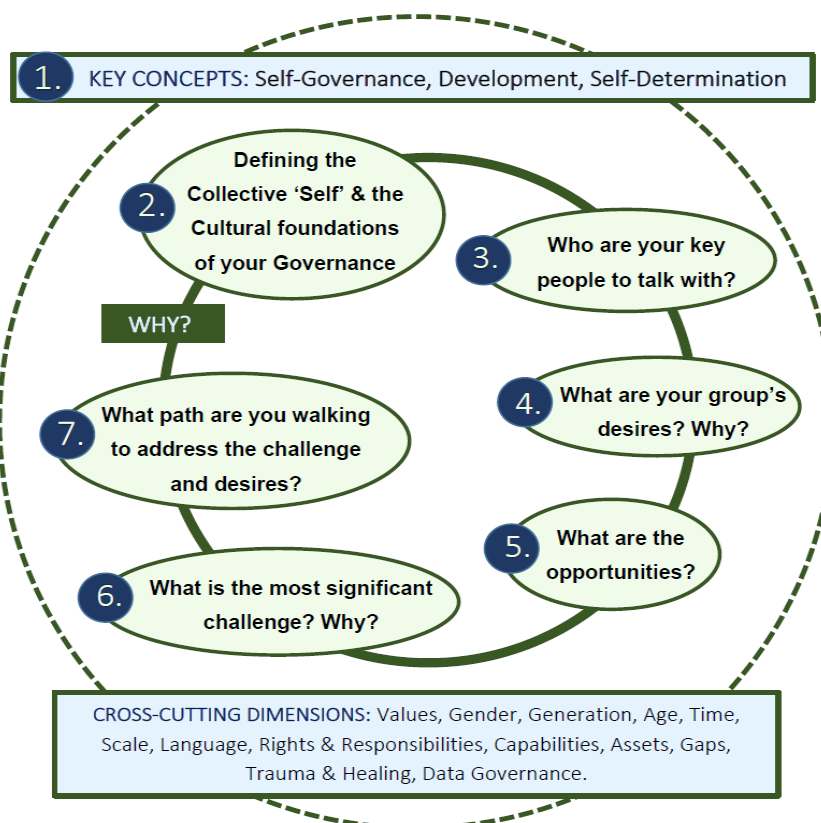 1. KEY CONCEPTS: Self-Governance, Development, Self-Determination
2. Defining the
Collective ‘Self’ & the
Cultural foundations
of your Governance
3. Who are your key
people to talk with?
WHY?
4. What are your group’s
desires? Why?
5. What are the
opportunities?
6. What is the most significant
challenge? Why?
7. What path are you walking
to address the challenge
and desires?
CROSS-CUTTING DIMENSIONS: Values, Gender, Generation, Age, Time,
Scale, Language, Rights & Responsibilities, Capabilities, Assets, Gaps,
Trauma & Healing, Data Governance.